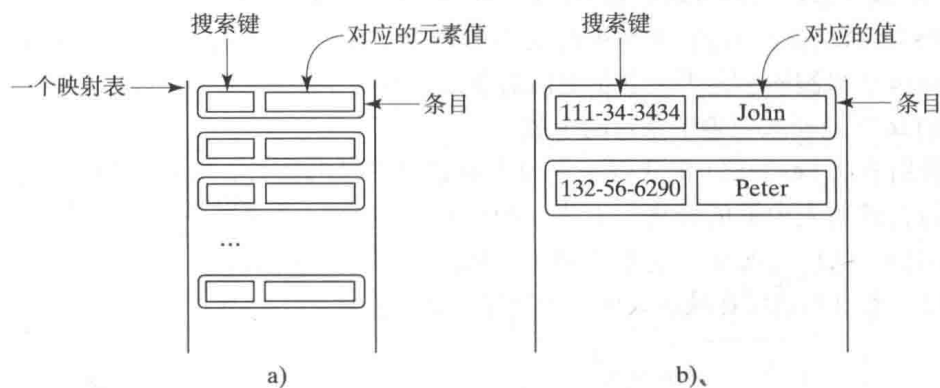 搜索键
对应的元素值
一个映射表
条目
...
a)
搜索键
对应的值
111-34-3434 John
条目
132-56-6290 Peter
b)、